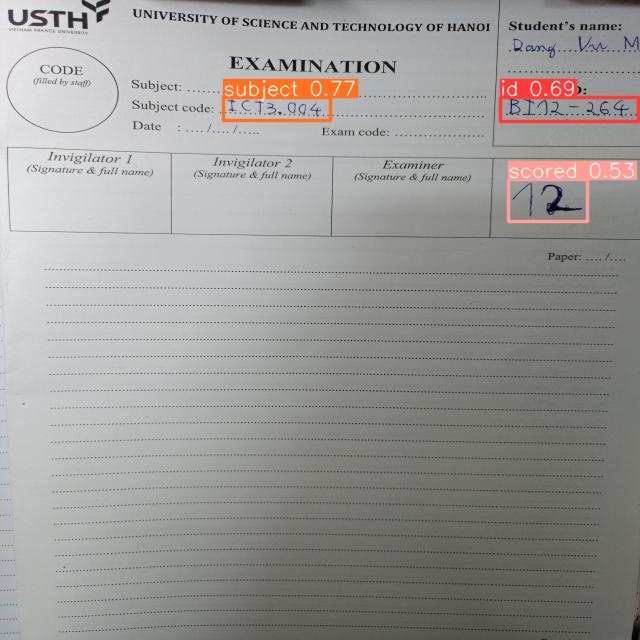 USTH
VIETNAM FRANCE UNIVERSITY
UNIVERSITY OF SCIENCE AND TECHNOLOGY OF HANOI
EXAMINATION
CODE
(filled by staff)
Subject: ......
subject 0.77
Subject code: ICT3.004
Date : ..../..../.....
Exam code: ........................
Student's name:
Dang Vu M
id 0.69
BI12-264
Invigilator 1
(Signature & full name)
Invigilator 2
(Signature & full name)
Examiner
(Signature & full name)
scored 0.53
12
Paper: ..../....